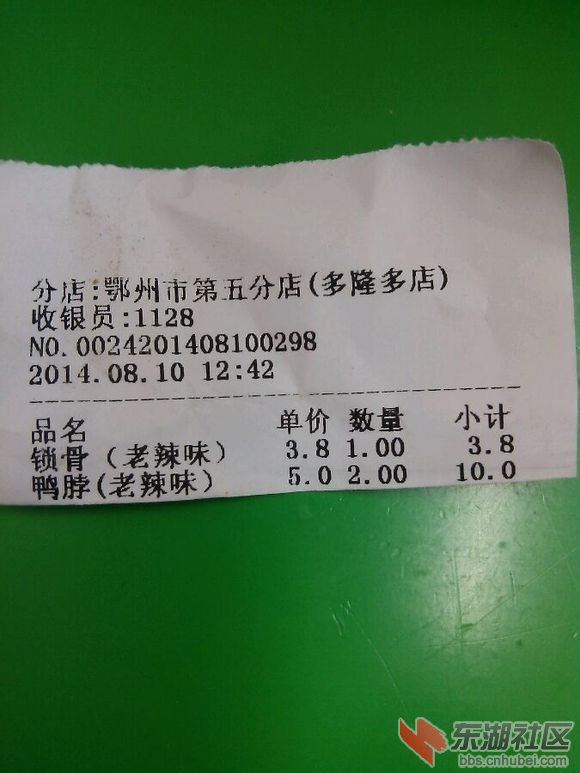 分店:鄂州市第五分店(多隆多店)
收银员:1128
NO.0024201408100298
2014.08.10 12:42
品名 单价 数量 小计
锁骨（老辣味） 3.8 1.00 3.8
鸭脖(老辣味） 5.0 2.00 10.0
东湖社区
bbs.cnhubei.com